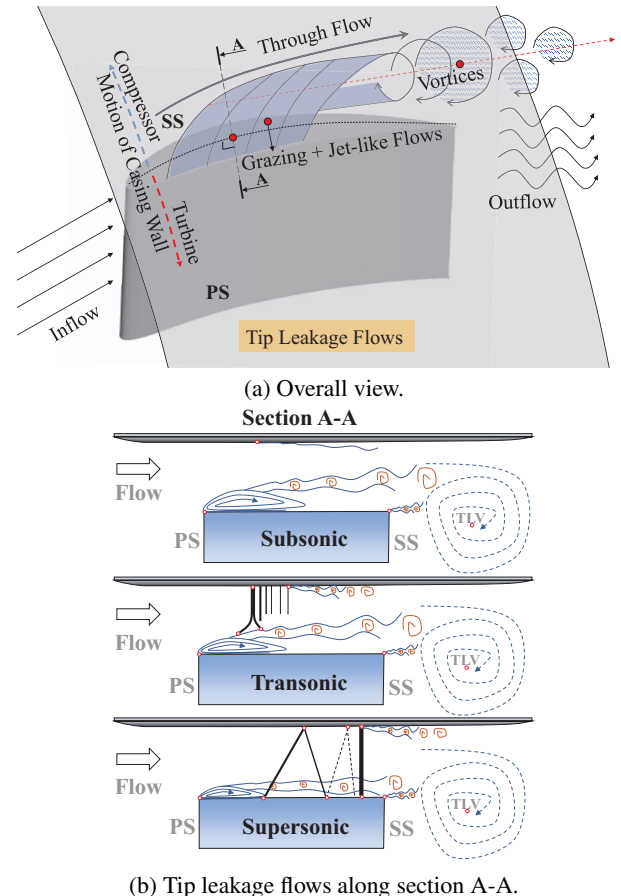 A
Through Flow
Compressor
Motion of Casing Wall
Turbine
SS
Vortices
Grazing + Jet-like Flows
A
Outflow
PS
Inflow
Tip Leakage Flows
(a) Overall view.
Section A-A
Flow
TLV
PS
Subsonic
SS
Flow
TLV
PS
Transonic
SS
Flow
TLV
PS
Supersonic
SS
(b) Tip leakage flows along section A-A.